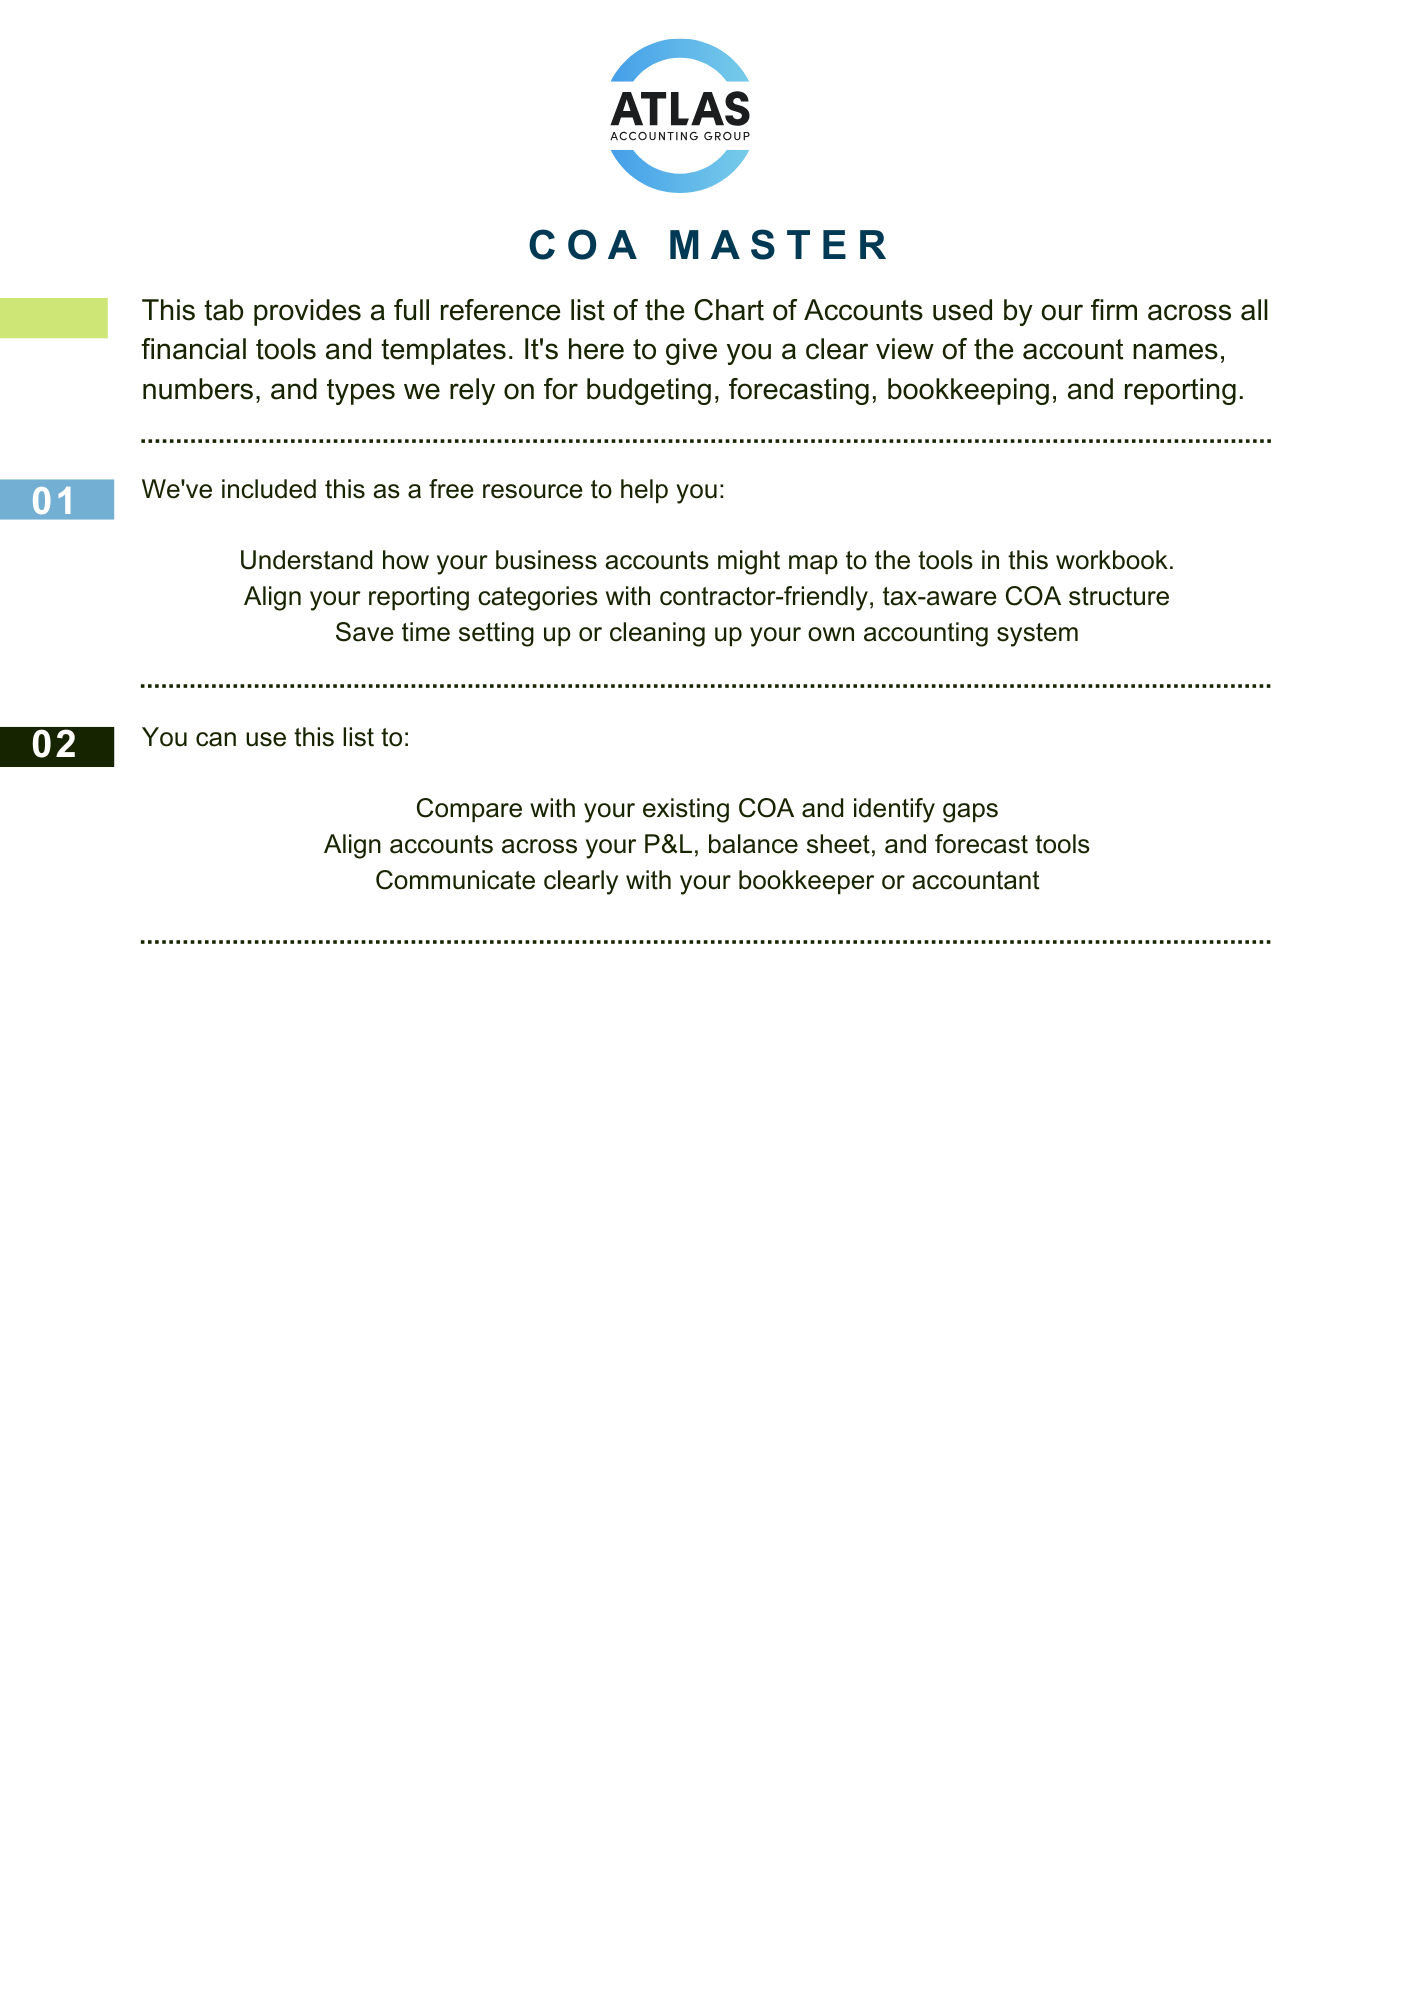 ATLAS
ACCOUNTING GROUP
COA MASTER
This tab provides a full reference list of the Chart of Accounts used by our firm across all
financial tools and templates. It's here to give you a clear view of the account names,
numbers, and types we rely on for budgeting, forecasting, bookkeeping, and reporting.
01
We've included this as a free resource to help you:
Understand how your business accounts might map to the tools in this workbook.
Align your reporting categories with contractor-friendly, tax-aware COA structure
Save time setting up or cleaning up your own accounting system
02
You can use this list to:
Compare with your existing COA and identify gaps
Align accounts across your P&L, balance sheet, and forecast tools
Communicate clearly with your bookkeeper or accountant